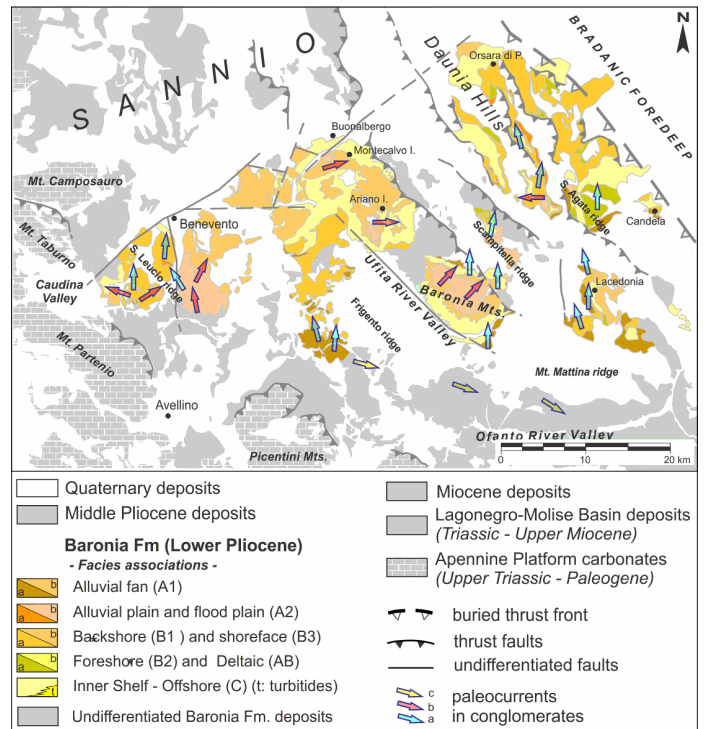 N
SANNIO
Daunia Hills
BRADANIC FOREDEEP
Orsara di P.
Buonalbergo
Montecalvo I.
Mt. Camposauro
Ariano I.
S. Agata ridge
Candela
Benevento
Mt. Taburno
S. Leucio ridge
Scampitella ridge
Caudina
Valley
Ufita River Valley
Baronia Mts.
Lacedonia
Frigento ridge
Mt. Partenio
Mt. Mattina ridge
Avellino
Ofanto River Valley
Picentini Mts.
0 10 20 km
Quaternary deposits
Middle Pliocene deposits
Baronia Fm (Lower Pliocene)
- Facies associations -
a b Alluvial fan (A1)
a b Alluvial plain and flood plain (A2)
a b Backshore (B1 ) and shoreface (B3)
a b Foreshore (B2) and Deltaic (AB)
t Inner Shelf - Offshore (C) (t: turbitides)
Undifferentiated Baronia Fm. deposits
Miocene deposits
Lagonegro-Molise Basin deposits
(Triassic - Upper Miocene)
Apennine Platform carbonates
(Upper Triassic - Paleogene)
buried thrust front
thrust faults
undifferentiated faults
c paleocurrents
b in conglomerates
a